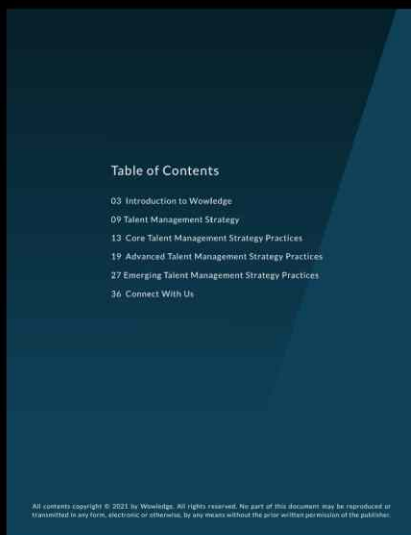 Table of Contents
03 Introduction to Wowledge
09 Talent Management Strategy
13 Core Talent Management Strategy Practices
19 Advanced Talent Management Strategy Practices
27 Emerging Talent Management Strategy Practices
36 Connect With Us
All contents copyright © 2021 by Wowledge. All rights reserved. No part of this document may be reproduced or
transmitted in any form, electronic or otherwise, by any means without the prior written permission of the publisher.